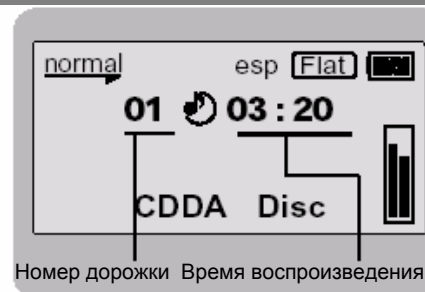 normal esp Flat
01 03 : 20
CDDA Disc
Номер дорожки Время воспроизведения